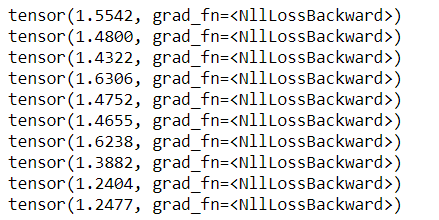 tensor(1.5542, grad_fn=<NllLossBackward>)
tensor(1.4800, grad_fn=<NllLossBackward>)
tensor(1.4322, grad_fn=<NllLossBackward>)
tensor(1.6306, grad_fn=<NllLossBackward>)
tensor(1.4752, grad_fn=<NllLossBackward>)
tensor(1.4655, grad_fn=<NllLossBackward>)
tensor(1.6238, grad_fn=<NllLossBackward>)
tensor(1.3882, grad_fn=<NllLossBackward>)
tensor(1.2404, grad_fn=<NllLossBackward>)
tensor(1.2477, grad_fn=<NllLossBackward>)